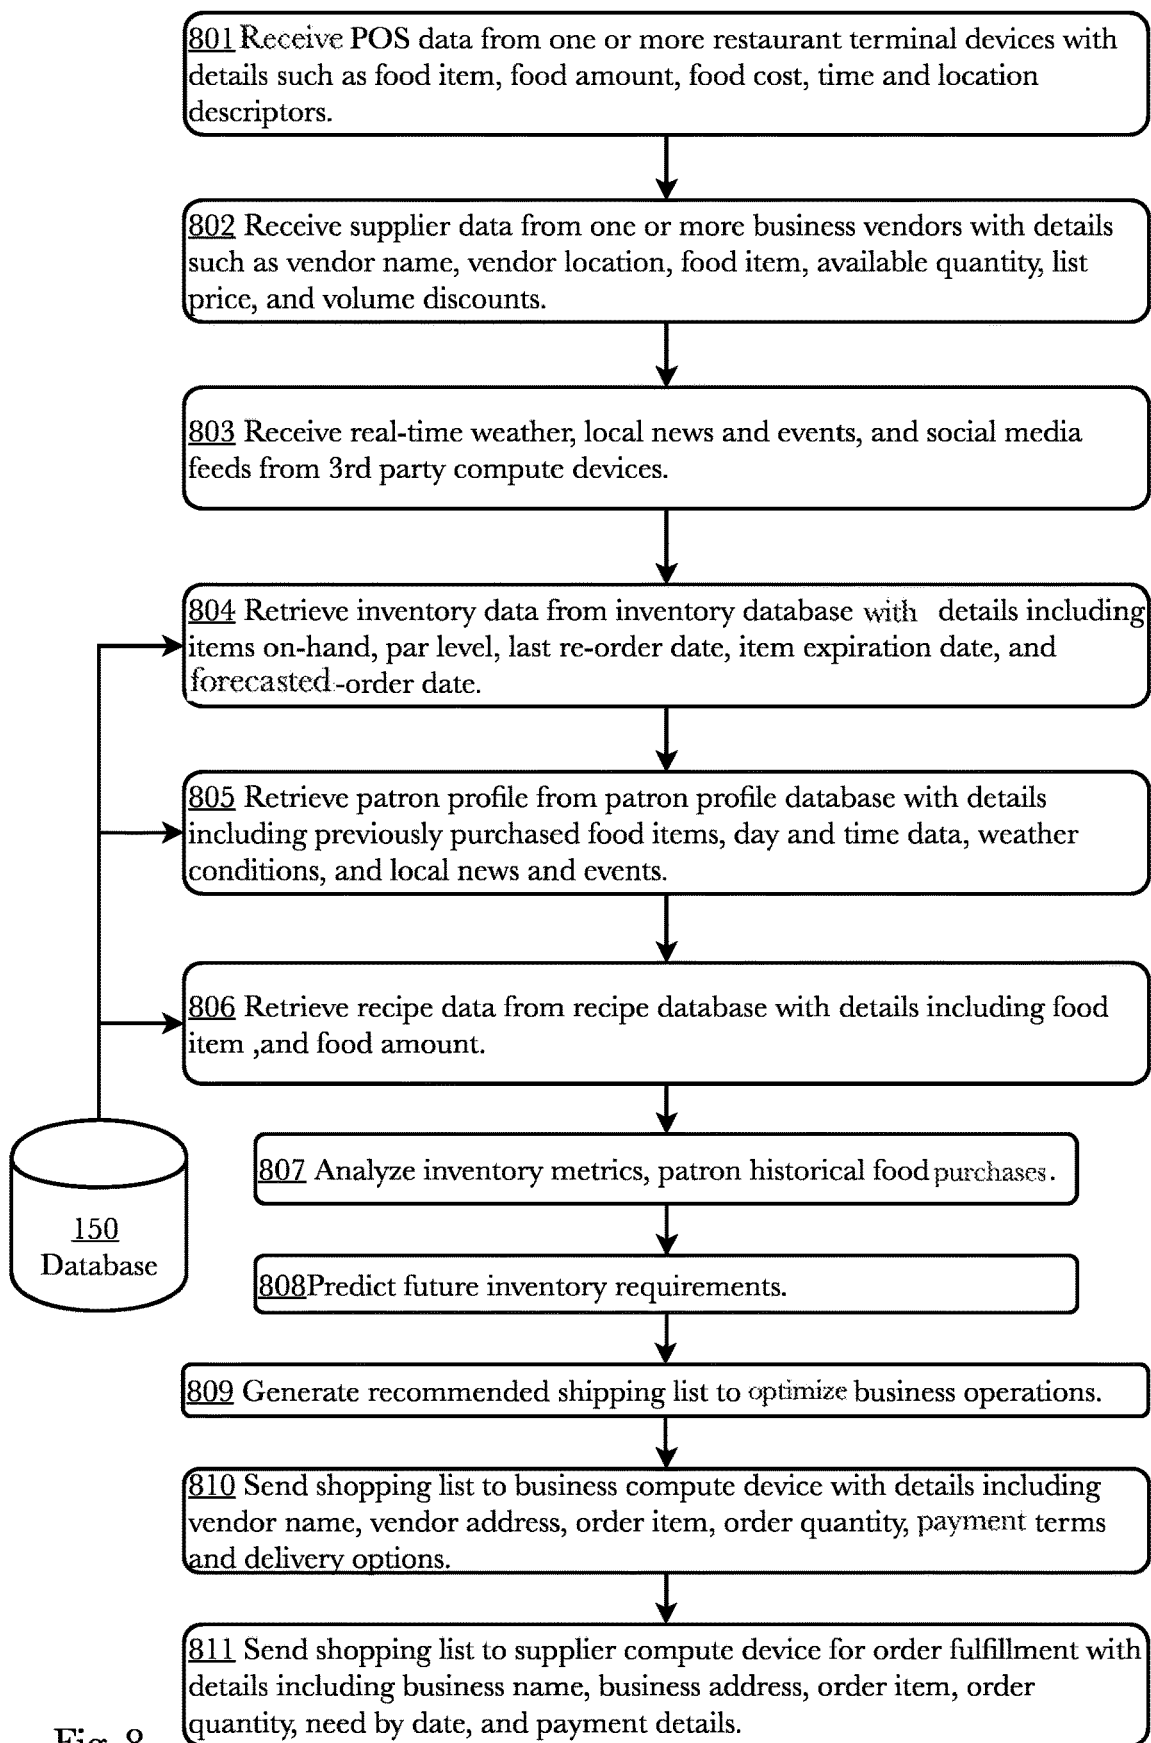 801 Receive POS data from one or more restaurant terminal devices with
details such as food item, food amount, food cost, time and location
descriptors.
802 Receive supplier data from one or more business vendors with details
such as vendor name, vendor location, food item, available quantity, list
price, and volume discounts.
803 Receive real-time weather, local news and events, and social media
feeds from 3rd party compute devices.
804 Retrieve inventory data from inventory database with details including
items on-hand, par level, last re-order date, item expiration date, and
forecasted -order date.
805 Retrieve patron profile from patron profile database with details
including previously purchased food items, day and time data, weather
conditions, and local news and events.
806 Retrieve recipe data from recipe database with details including food
item ,and food amount.
807 Analyze inventory metrics, patron historical food purchases.
150
Database
808Predict future inventory requirements.
809 Generate recommended shipping list to optimize business operations.
810 Send shopping list to business compute device with details including
vendor name, vendor address, order item, order quantity, payment terms
and delivery options.
811 Send shopping list to supplier compute device for order fulfillment with
details including business name, business address, order item, order
quantity, need by date, and payment details.
Fig. 8